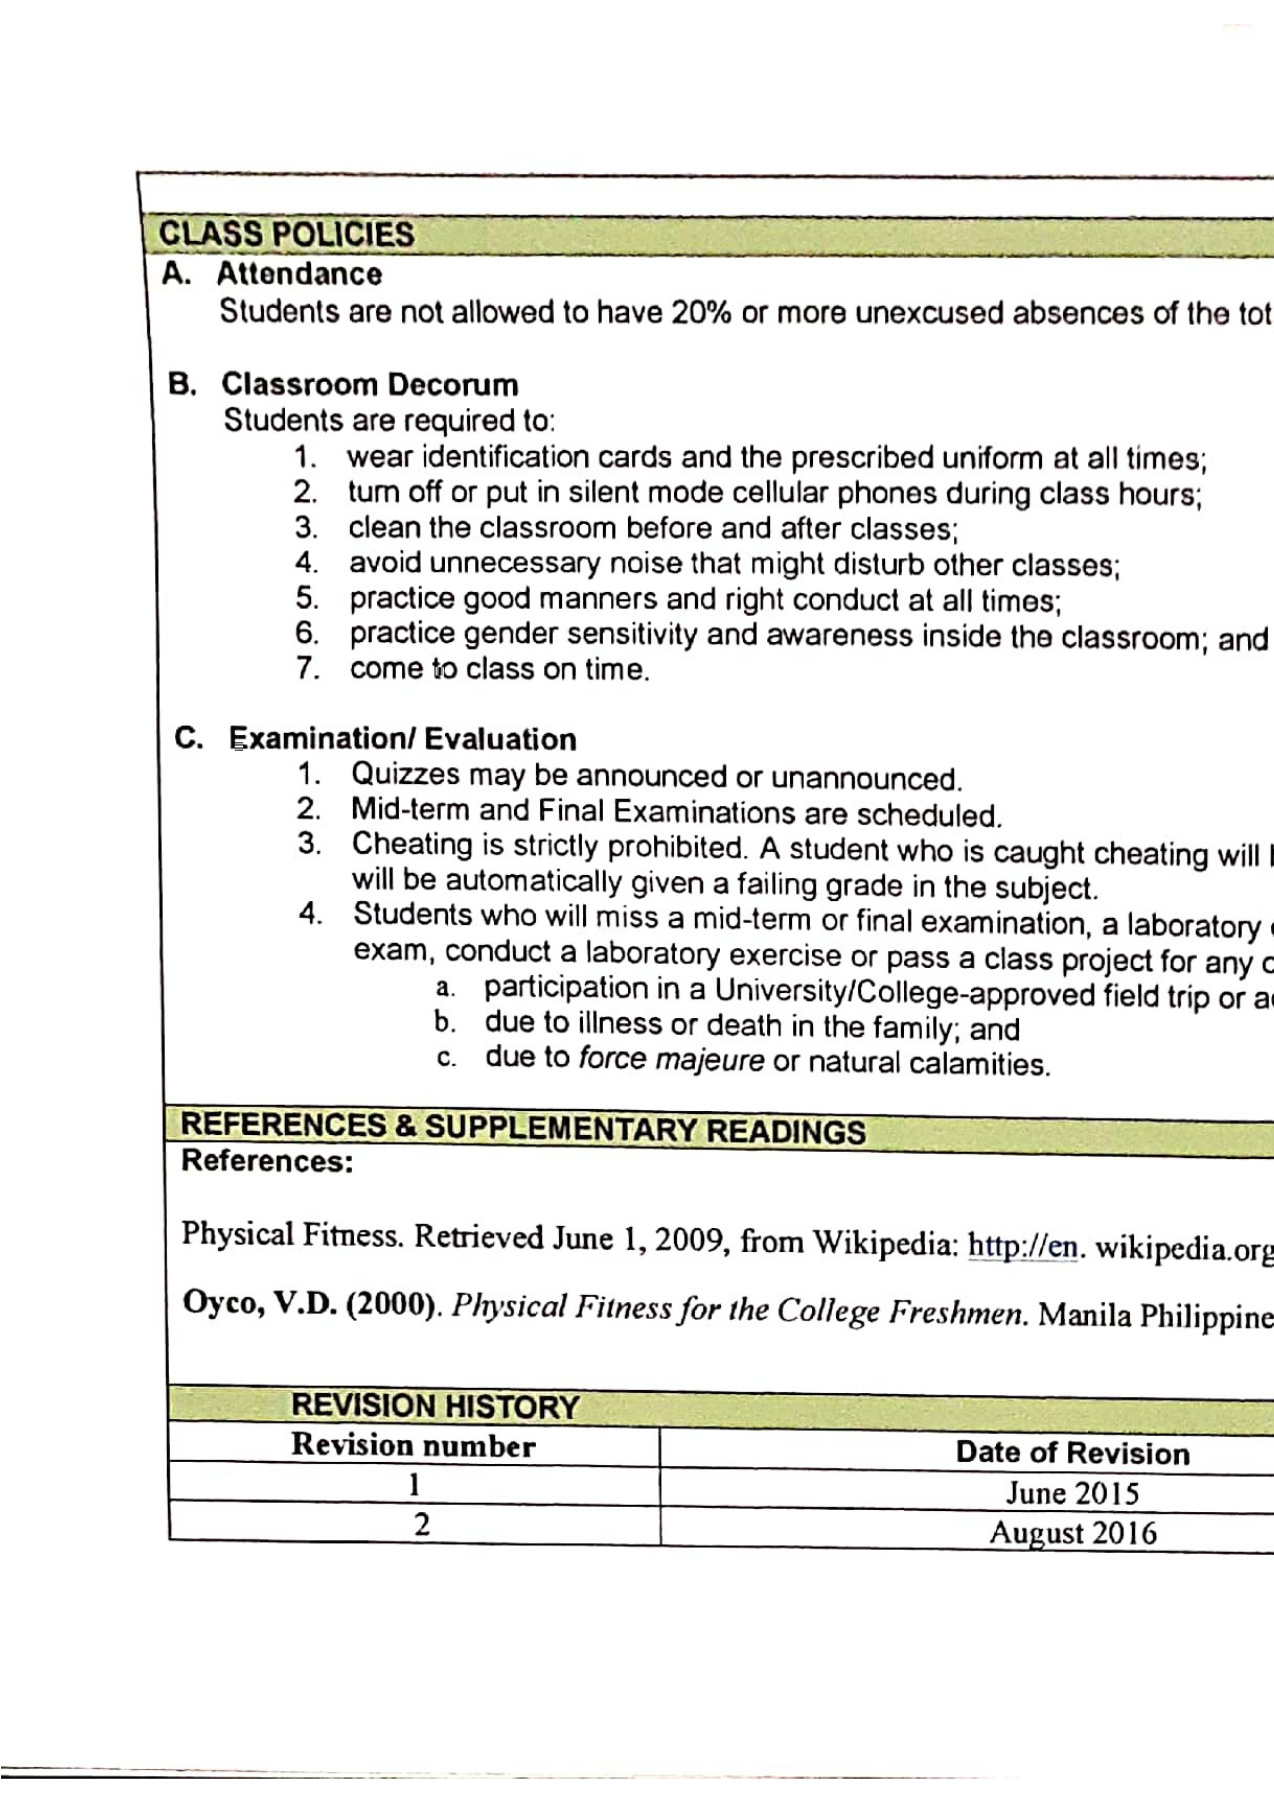 CLASS POLICIES
A. Attendance
Students are not allowed to have 20% or more unexcused absences of the tot
B. Classroom Decorum
Students are required to:
1. wear identification cards and the prescribed uniform at all times;
2. turn off or put in silent mode cellular phones during class hours;
3. clean the classroom before and after classes;
4. avoid unnecessary noise that might disturb other classes;
5. practice good manners and right conduct at all times;
6. practice gender sensitivity and awareness inside the classroom; and
7. come to class on time.
C. Examination/ Evaluation
1. Quizzes may be announced or unannounced.
2. Mid-term and Final Examinations are scheduled.
3. Cheating is strictly prohibited. A student who is caught cheating will
will be automatically given a failing grade in the subject.
4. Students who will miss a mid-term or final examination, a laboratory
exam, conduct a laboratory exercise or pass a class project for any
a. participation in a University/College-approved field trip or
b. due to illness or death in the family; and
c. due to force majeure or natural calamities.
REFERENCES & SUPPLEMENTARY READINGS
References:
Physical Fitness. Retrieved June 1, 2009, from Wikipedia: http://en. wikipedia.org
Oyco, V.D. (2000). Physical Fitness for the College Freshmen. Manila Philippine
REVISION HISTORY
Revision number Date of Revision
1 June 2015
2 August 2016